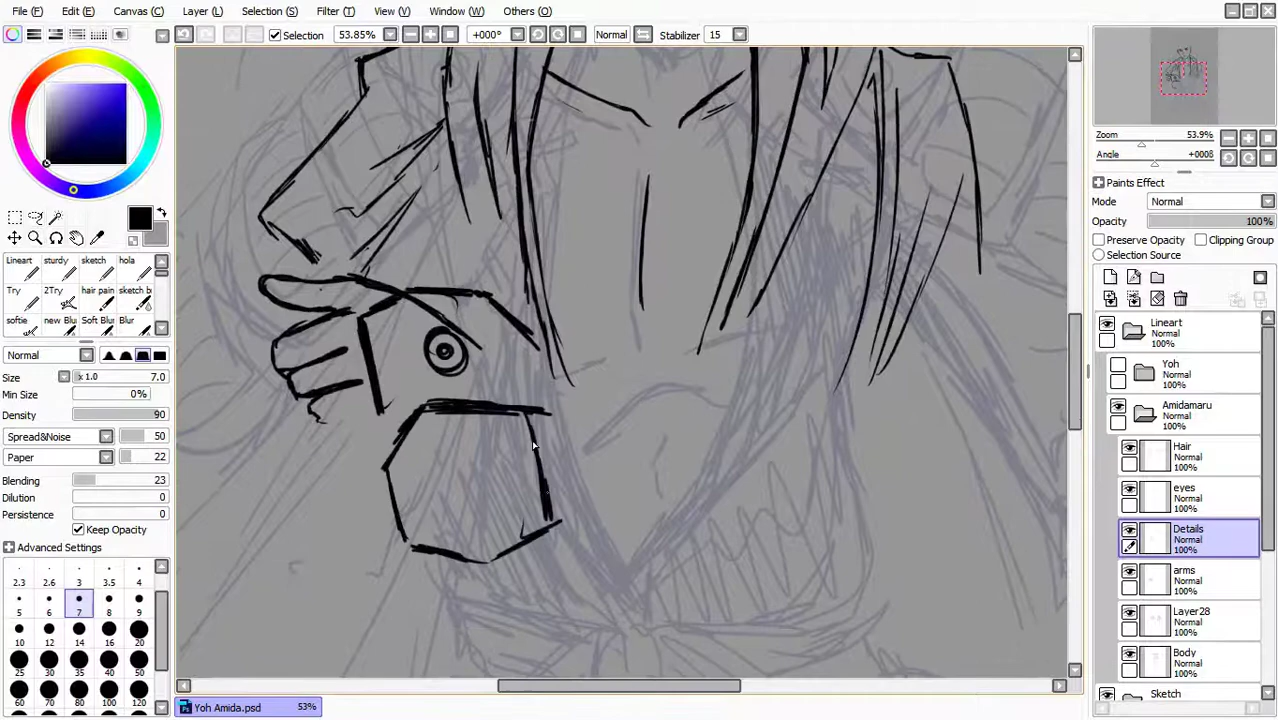 File (F) Edit (E) Canvas (C) Layer (L) Selection (S) Filter (T) View (V) Window (W) Others (O)
Selection 53.85% +000° Normal Stabilizer 15
Zoom 53.9%
Angle +0008
Paints Effect
Mode Normal
Opacity 100%
Preserve Opacity Clipping Group
Selection Source
Lineart sturdy sketch hola
Try 2Try hair pain sketch b
softie new Blu Soft Blu Blur
Normal
Size x 1.0 7.0
Min Size 0%
Density 90
Spread&Noise 50
Paper 22
Blending 23
Dilution 0
Persistence 0
Keep Opacity
Advanced Settings
2.3 2.6 3 3.5 4
5 6 7 8 9
10 12 14 16 20
25 30 35 40 50
60 70 80 100 120
Lineart
100%
Yoh
Normal
100%
Amidamaru
Normal
100%
Hair
Normal
100%
eyes
Normal
100%
Details
Normal
100%
arms
Normal
100%
Layer28
Normal
100%
Body
Normal
100%
Sketch
Yoh Amida.psd 53%